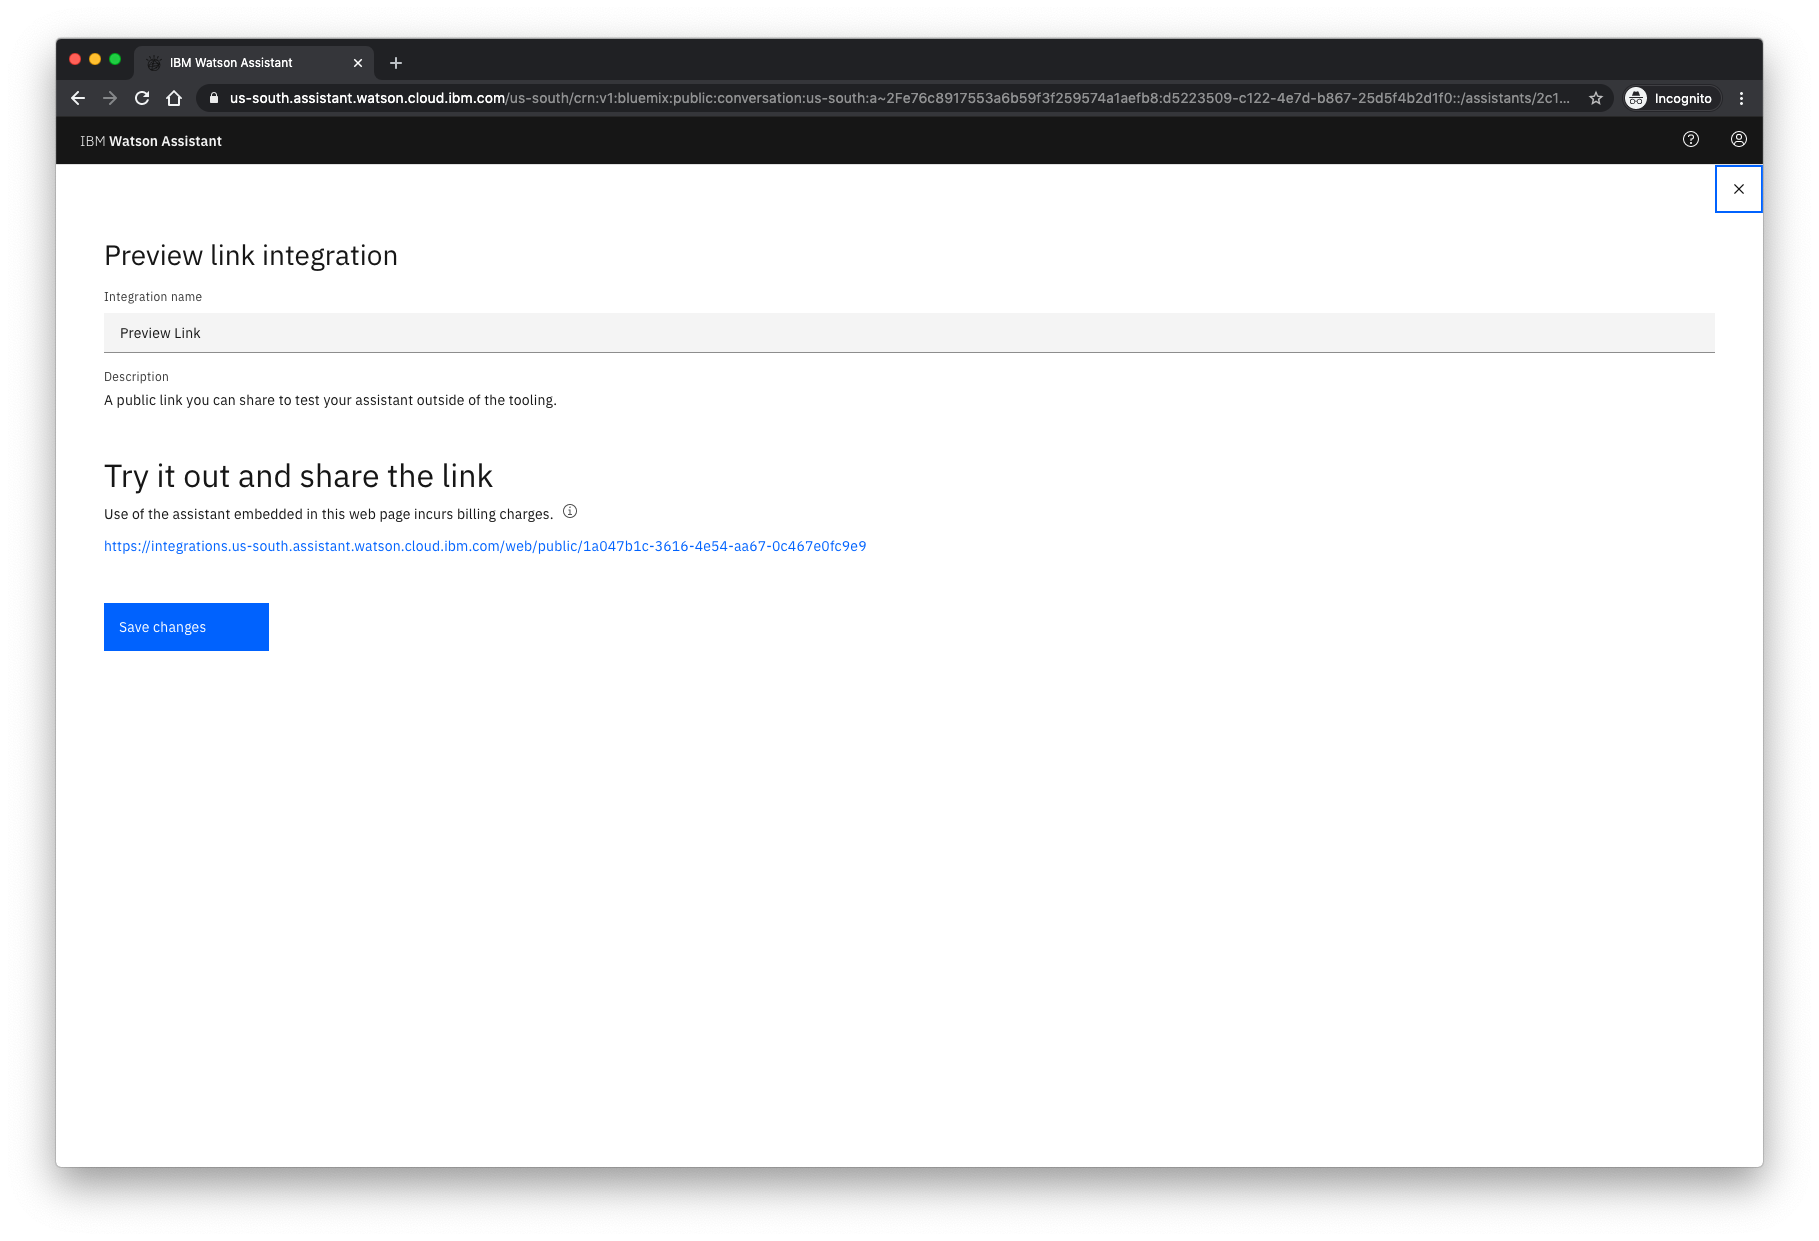 IBM Watson Assistant
us-south.assistant.watson.cloud.ibm.com/us-south/crn:v1:bluemix:public:conversation:us-south:a~2Fe76c8917553a6b59f3f259574a1aefb8:d5223509-c122-4e7d-b867-25d5f4b2d1f0::/assistants/2c1...
Incognito
IBM Watson Assistant
Preview link integration
Integration name
Preview Link
Description
A public link you can share to test your assistant outside of the tooling.
Try it out and share the link
Use of the assistant embedded in this web page incurs billing charges.
https://integrations.us-south.assistant.watson.cloud.ibm.com/web/public/1a047b1c-3616-4e54-aa67-0c467e0fc9e9
Save changes